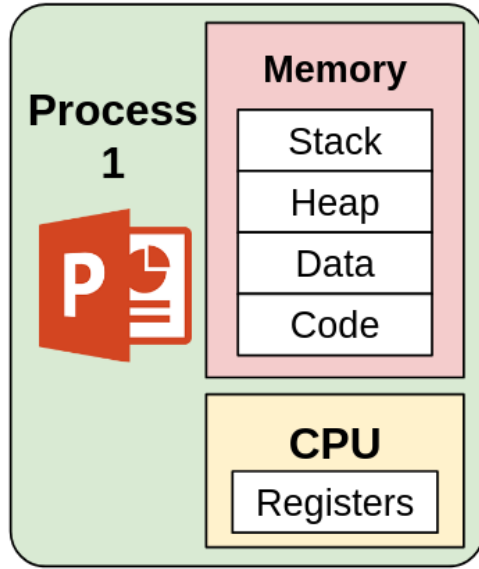 Process
1
P
Memory
Stack
Heap
Data
Code
CPU
Registers